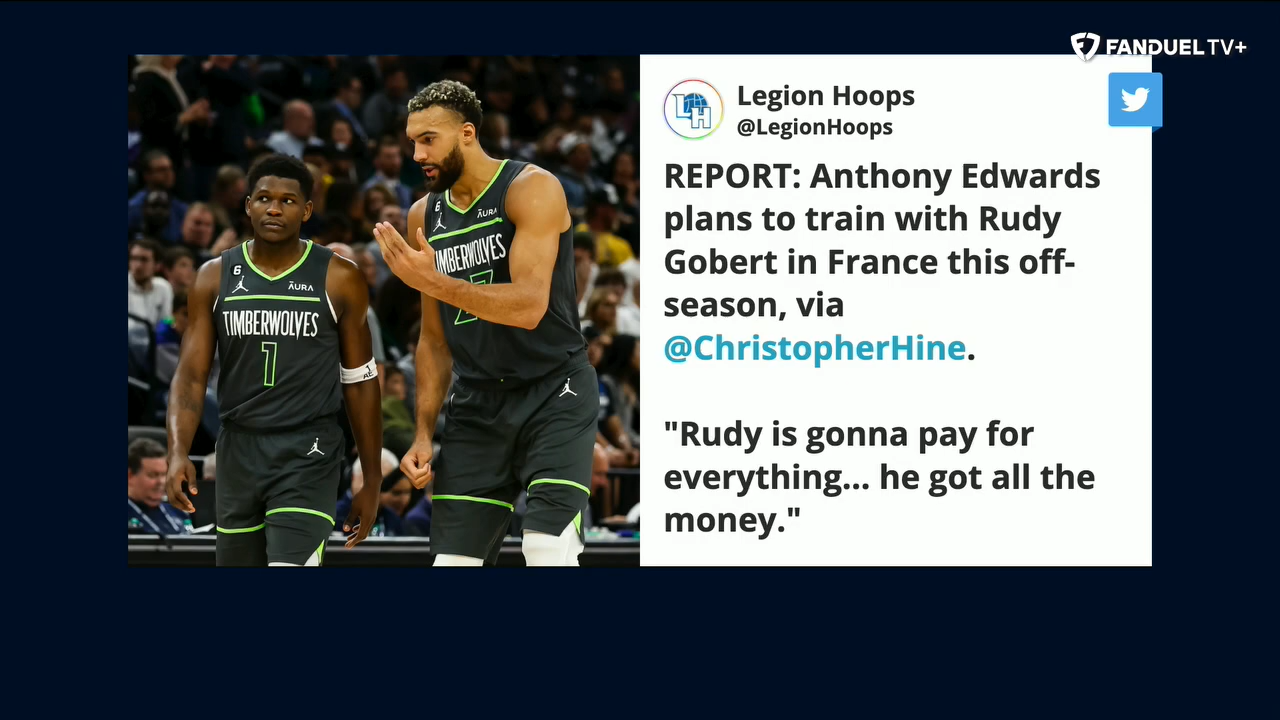 FANDUEL TV+
Legion Hoops
@LegionHoops
REPORT: Anthony Edwards
plans to train with Rudy
Gobert in France this off-
season, via
@ChristopherHine.
"Rudy is gonna pay for
everything... he got all the
money."
LH
6
AURA
TIMBERWOLVES
1
6
AURA
TIMBERWOLVES